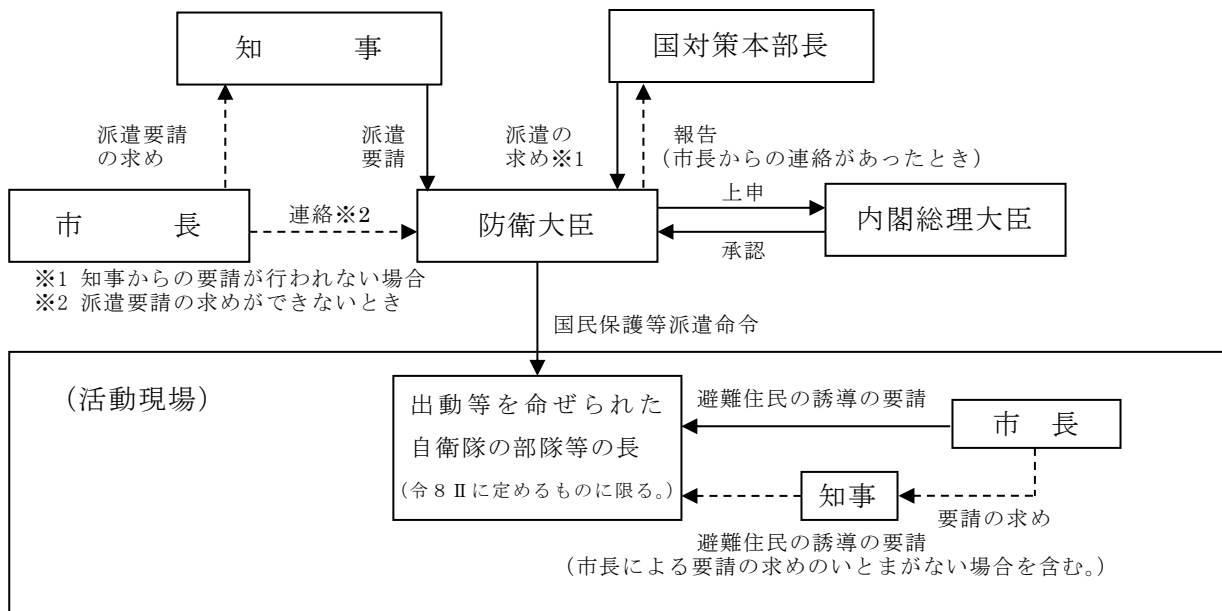 知　　　事
国対策本部長
派遣要請
の求め
派遣
要請
派遣の
求め※1
報告
(市長からの連絡があったとき)
市　　　長
連絡※2
防衛大臣
上申
承認
内閣総理大臣
※1 知事からの要請が行われない場合
※2 派遣要請の求めができないとき
国民保護等派遣命令
(活動現場)
出動等を命ぜられた
自衛隊の部隊等の長
(令８Ⅱに定めるものに限る。)
避難住民の誘導の要請
市　長
知事
要請の求め
避難住民の誘導の要請
(市長による要請の求めのいとまがない場合を含む。)